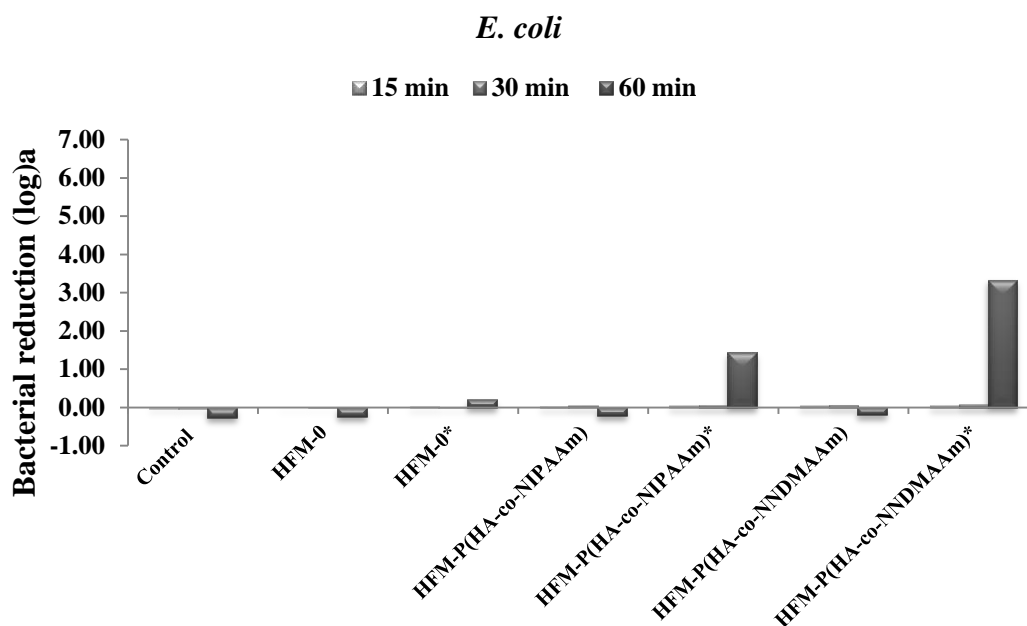 E. coli
15 min 30 min 60 min
Bacterial reduction (log)a
7.00
6.00
5.00
4.00
3.00
2.00
1.00
0.00
-1.00
Control
HFM-0
HFM-0*
HFM-P(HA-co-NIPAAm)
HFM-P(HA-co-NIPAAm)*
HFM-P(HA-co-NNDMAAm)
HFM-P(HA-co-NNDMAAm)*